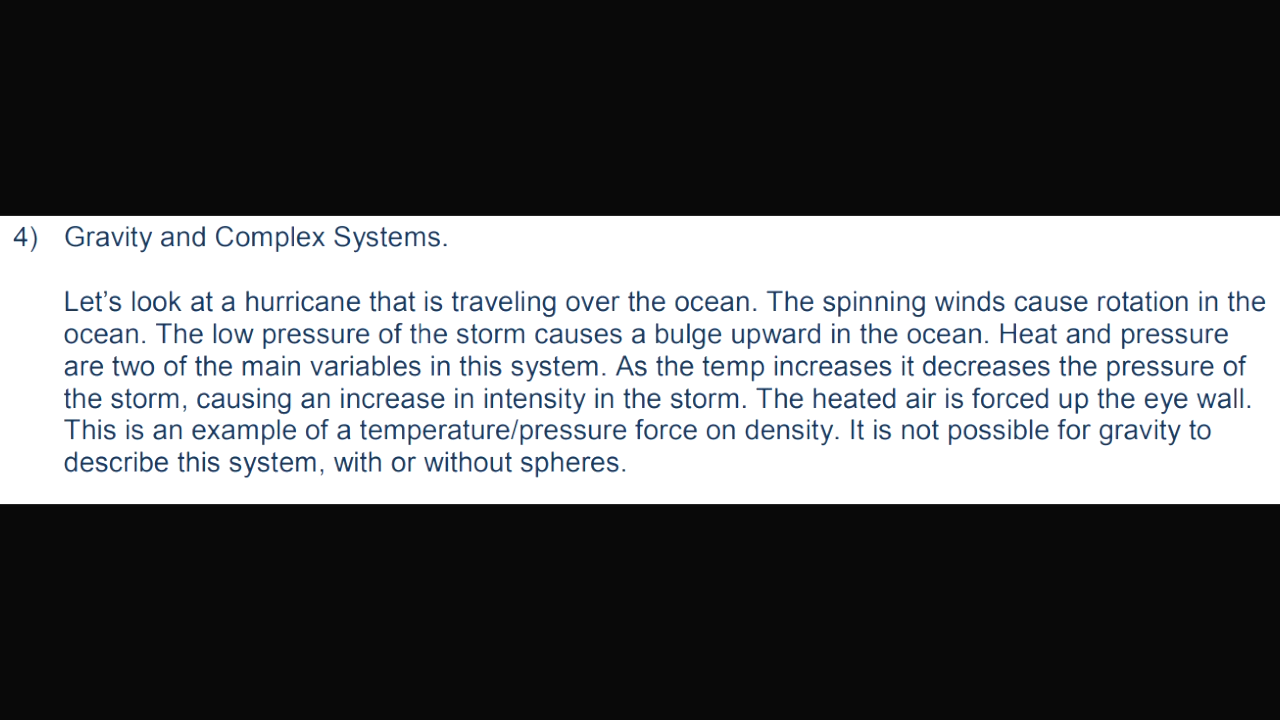 4) Gravity and Complex Systems.
Let's look at a hurricane that is traveling over the ocean. The spinning winds cause rotation in the
ocean. The low pressure of the storm causes a bulge upward in the ocean. Heat and pressure
are two of the main variables in this system. As the temp increases it decreases the pressure of
the storm, causing an increase in intensity in the storm. The heated air is forced up the eye wall.
This is an example of a temperature/pressure force on density. It is not possible for gravity to
describe this system, with or without spheres.